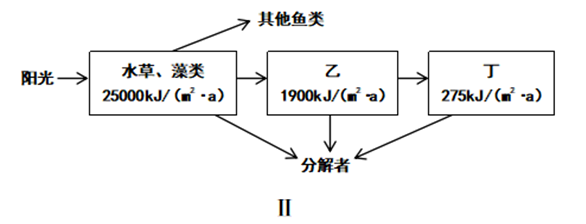 其他鱼类
阳光
水草、藻类
25000kJ/(m²·a)
乙
1900kJ/(m²·a)
丁
275kJ/(m²·a)
分解者
II